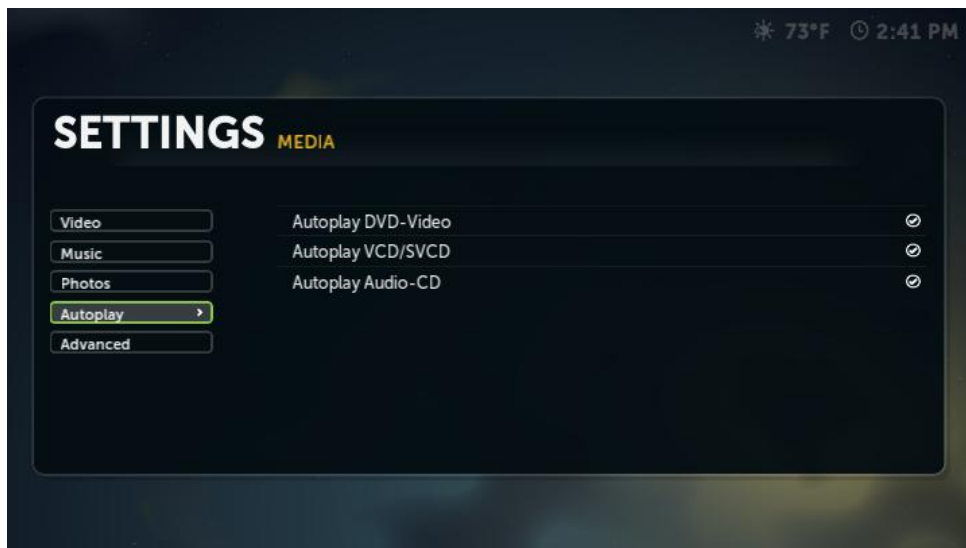 73°F 2:41 PM
SETTINGS MEDIA
Video
Music
Photos
Autoplay
Advanced
Autoplay DVD-Video
Autoplay VCD/SVCD
Autoplay Audio-CD